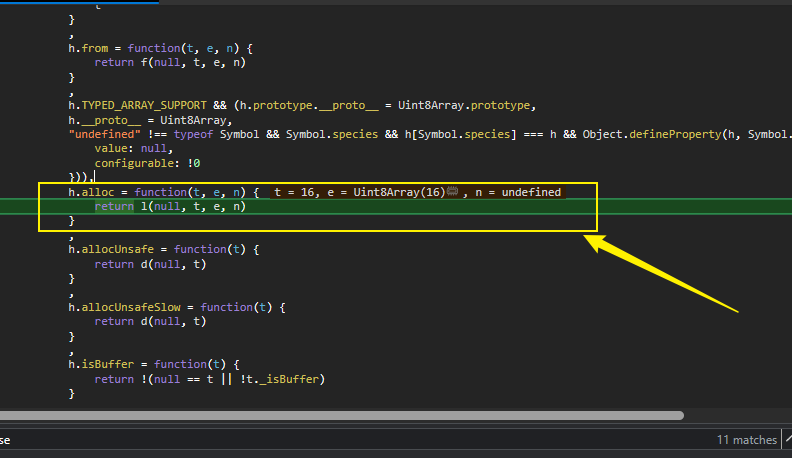 }
,
h.from = function(t, e, n) {
return f(null, t, e, n)
}
,
h.TYPED_ARRAY_SUPPORT && (h.prototype.__proto__ = Uint8Array.prototype,
h.__proto__ = Uint8Array,
"undefined" !== typeof Symbol && Symbol.species && h[Symbol.species] === h && Object.defineProperty(h, Symbol.
value: null,
configurable: !0
})),
h.alloc = function(t, e, n) { t = 16, e = Uint8Array(16), n = undefined
return l(null, t, e, n)
}
,
h.allocUnsafe = function(t) {
return d(null, t)
}
,
h.allocUnsafeSlow = function(t) {
return d(null, t)
}
,
h.isBuffer = function(t) {
return !(null == t || !t._isBuffer)
}
se
11 matches